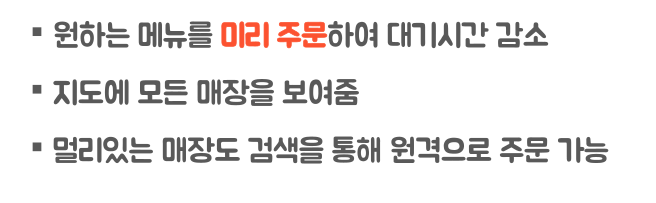 ▪ 원하는 메뉴를 미리 주문하여 대기시간 감소
▪ 지도에 모든 매장을 보여줌
▪ 멀리있는 매장도 검색을 통해 원격으로 주문 가능